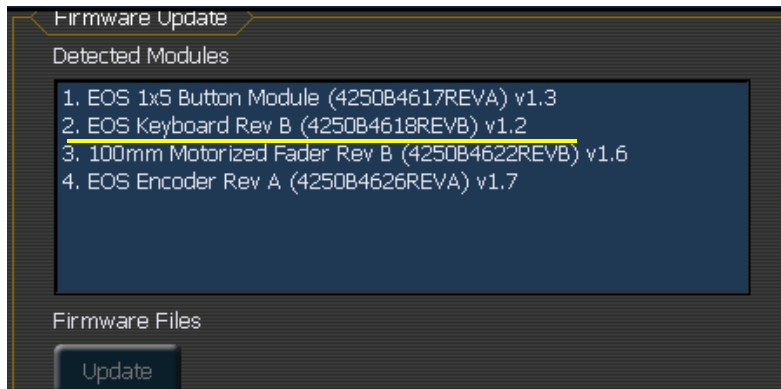 Firmware Update
Detected Modules
1. EOS 1x5 Button Module (4250B4617REVA) v1.3
2. EOS Keyboard Rev B (4250B4618REVB) v1.2
3. 100mm Motorized Fader Rev B (4250B4622REVB) v1.6
4. EOS Encoder Rev A (4250B4626REVA) v1.7
Firmware Files
Update